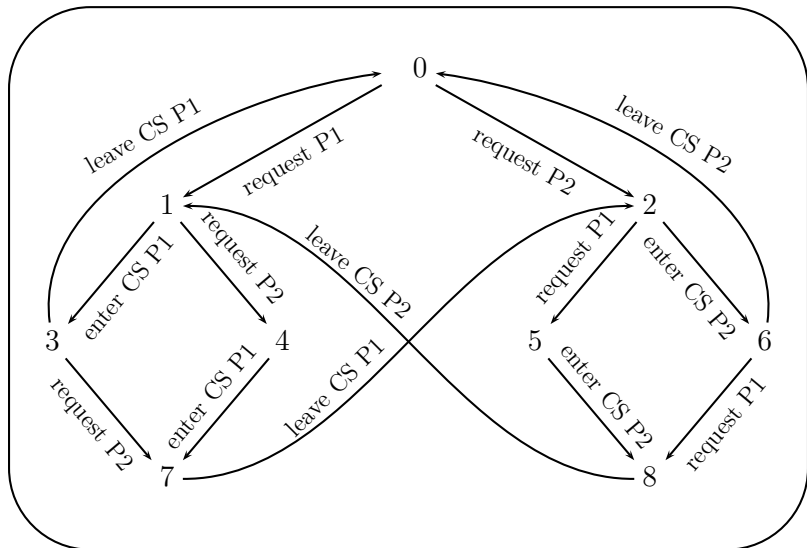 0
leave CS P1
request P1
request P2
leave CS P2
1
2
enter CS P1
request P2
leave CS P2
request P1
enter CS P2
3
4
5
6
request P2
enter CS P1
leave CS P1
enter CS P2
request P1
7
8